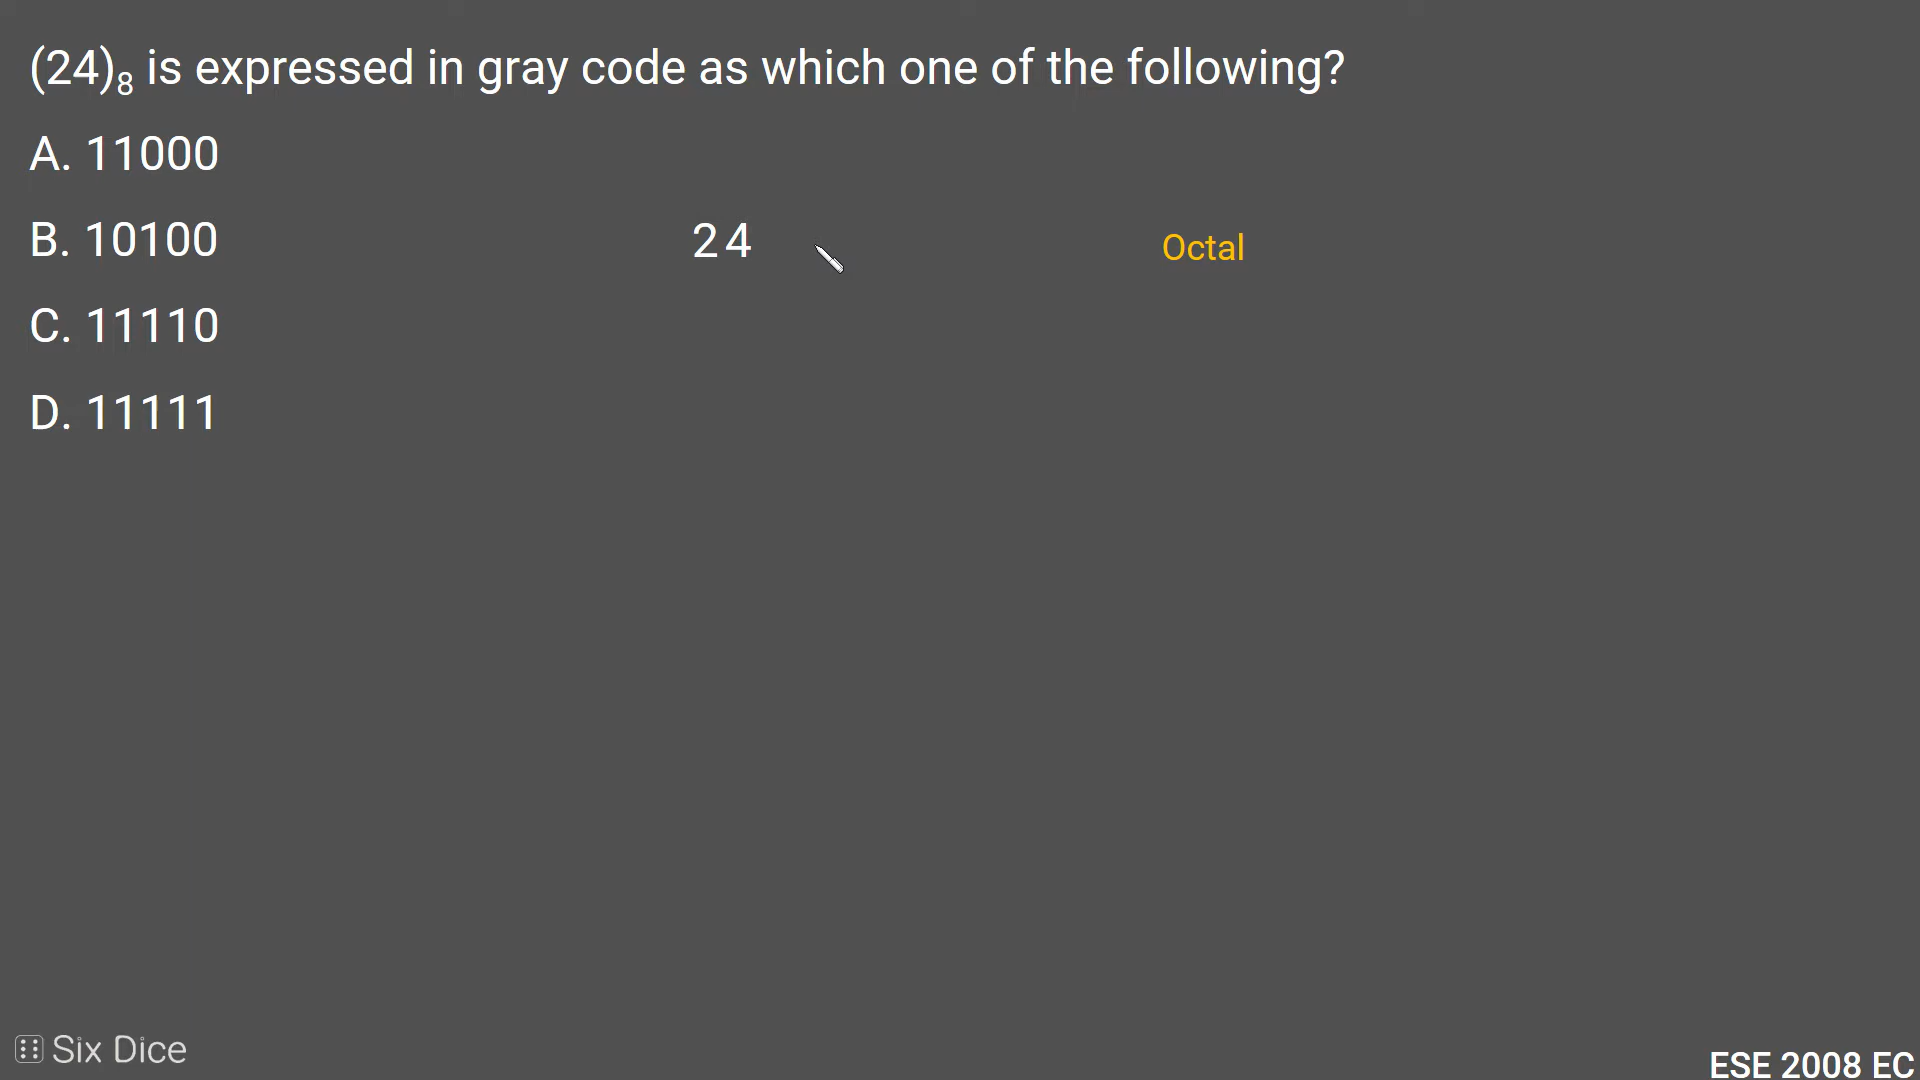 (24)₈ is expressed in gray code as which one of the following?
A. 11000
B. 10100
24
Octal
C. 11110
D. 11111
Six Dice
ESE 2008 EC